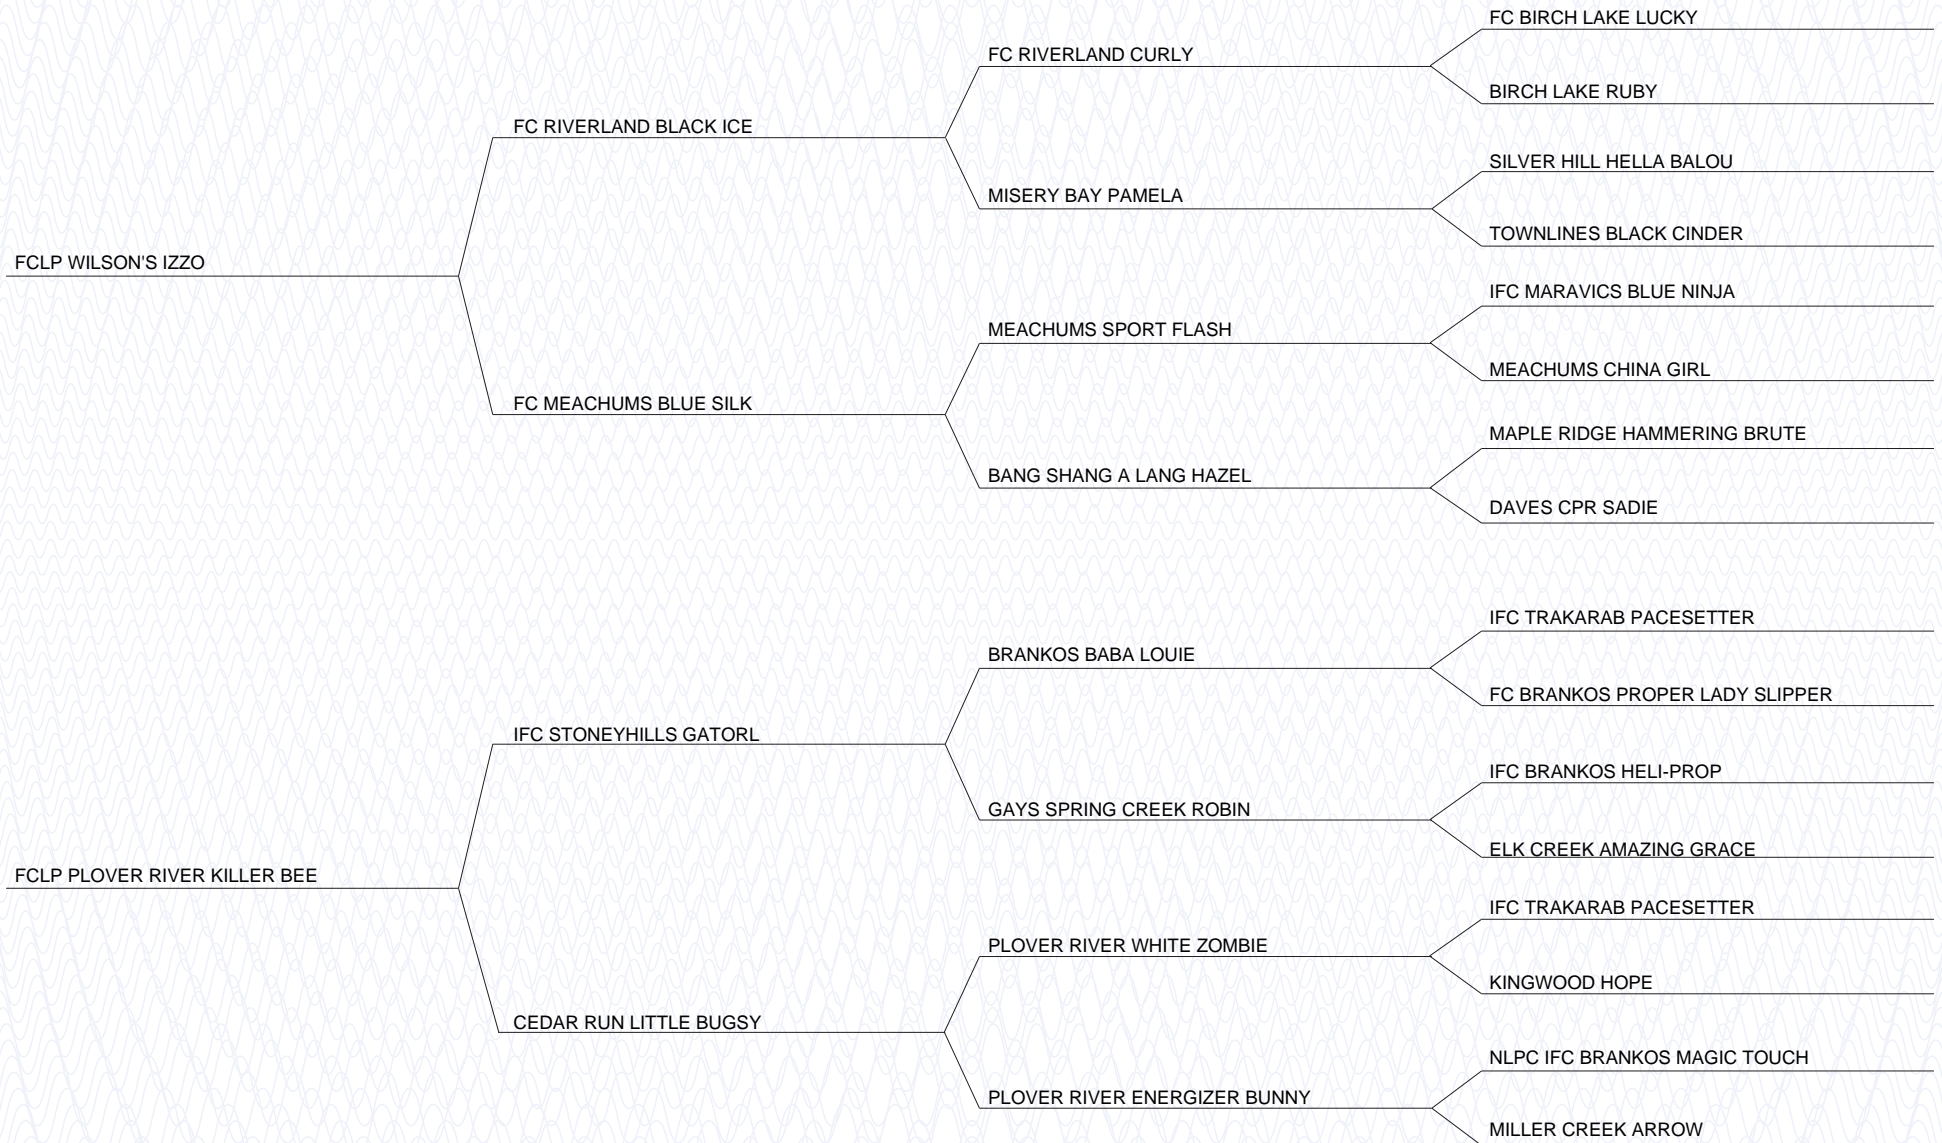 FC BIRCH LAKE LUCKY
FC RIVERLAND CURLY
BIRCH LAKE RUBY
FC RIVERLAND BLACK ICE
SILVER HILL HELLA BALOU
MISERY BAY PAMELA
TOWNLINES BLACK CINDER
FCLP WILSON'S IZZO
IFC MARAVICS BLUE NINJA
MEACHUMS SPORT FLASH
MEACHUMS CHINA GIRL
FC MEACHUMS BLUE SILK
MAPLE RIDGE HAMMERING BRUTE
BANG SHANG A LANG HAZEL
DAVES CPR SADIE
IFC TRAKARAB PACESETTER
BRANKOS BABA LOUIE
FC BRANKOS PROPER LADY SLIPPER
IFC STONEYHILLS GATORL
IFC BRANKOS HELI-PROP
GAYS SPRING CREEK ROBIN
ELK CREEK AMAZING GRACE
FCLP PLOVER RIVER KILLER BEE
IFC TRAKARAB PACESETTER
PLOVER RIVER WHITE ZOMBIE
KINGWOOD HOPE
CEDAR RUN LITTLE BUGSY
NLPC IFC BRANKOS MAGIC TOUCH
PLOVER RIVER ENERGIZER BUNNY
MILLER CREEK ARROW